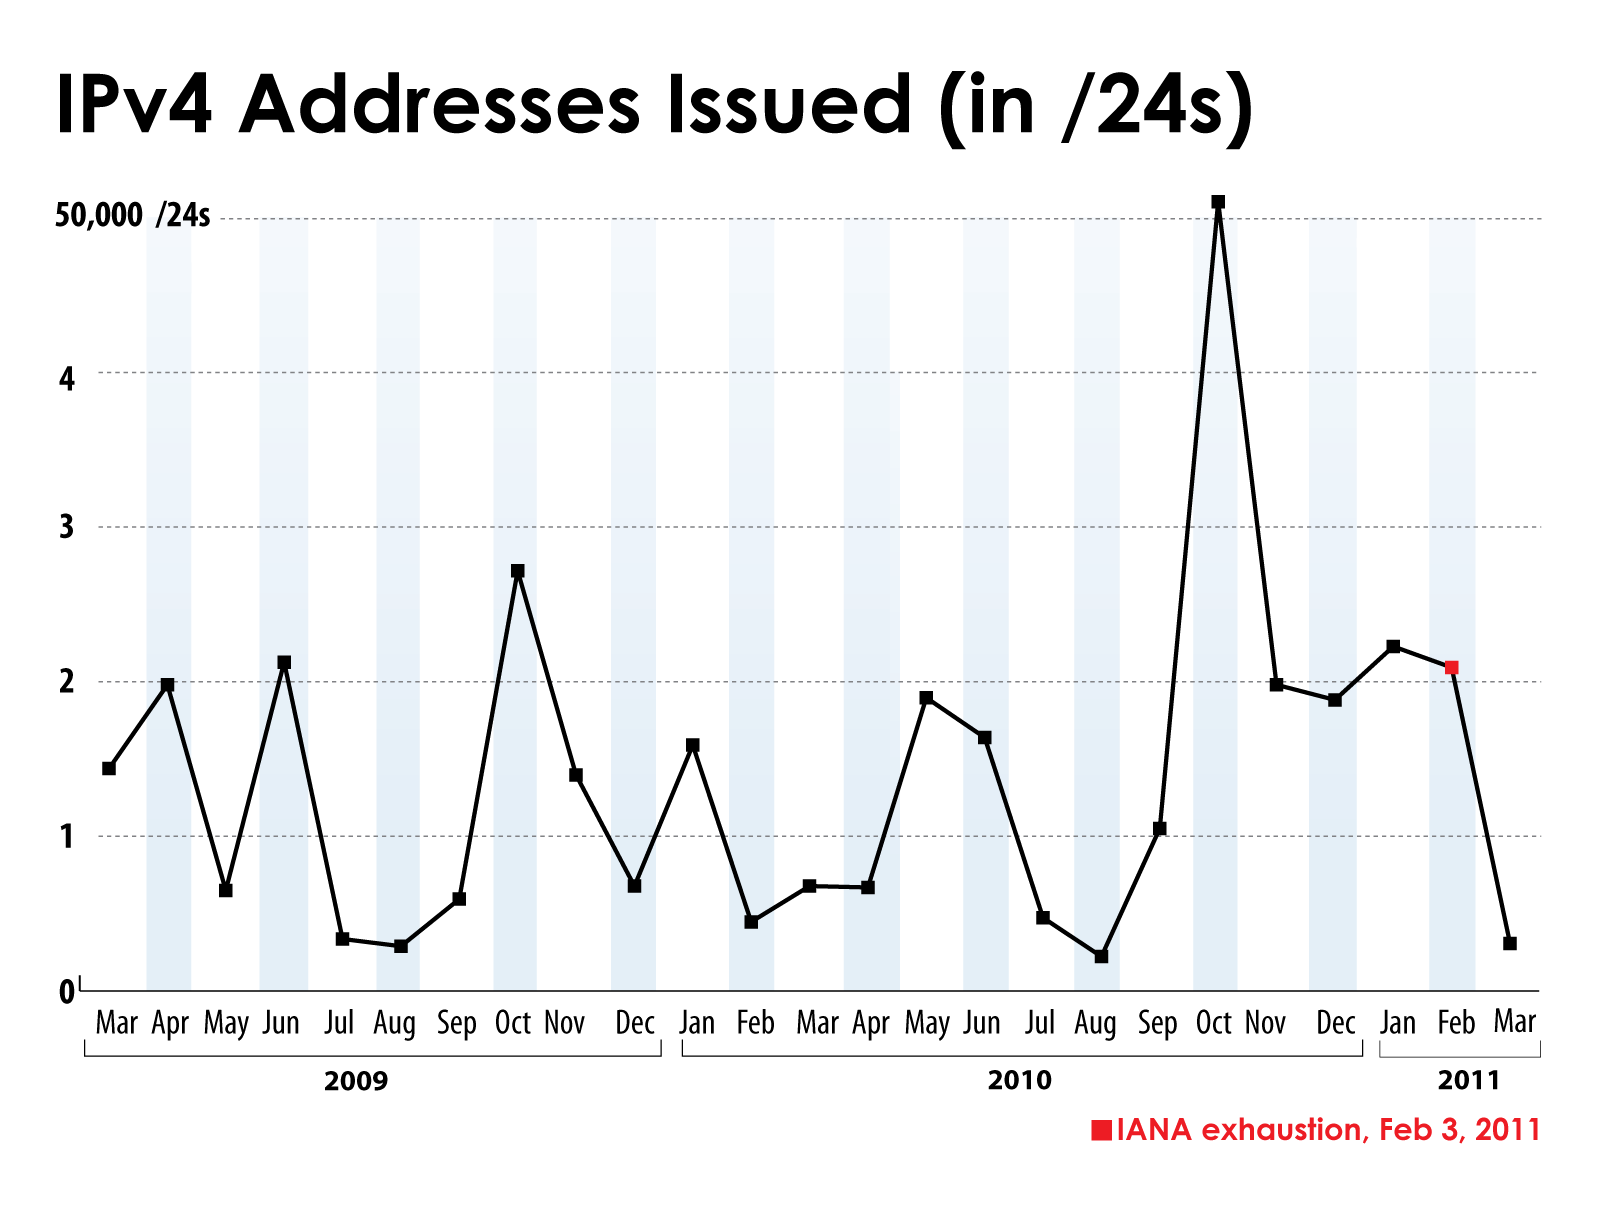 IPv4 Addresses Issued (in /24s)
50,000 /24s
4
3
2
1
0
Mar Apr May Jun Jul Aug Sep Oct Nov Dec Jan Feb Mar Apr May Jun Jul Aug Sep Oct Nov Dec Jan Feb Mar
2009 2010 2011
IANA exhaustion, Feb 3, 2011